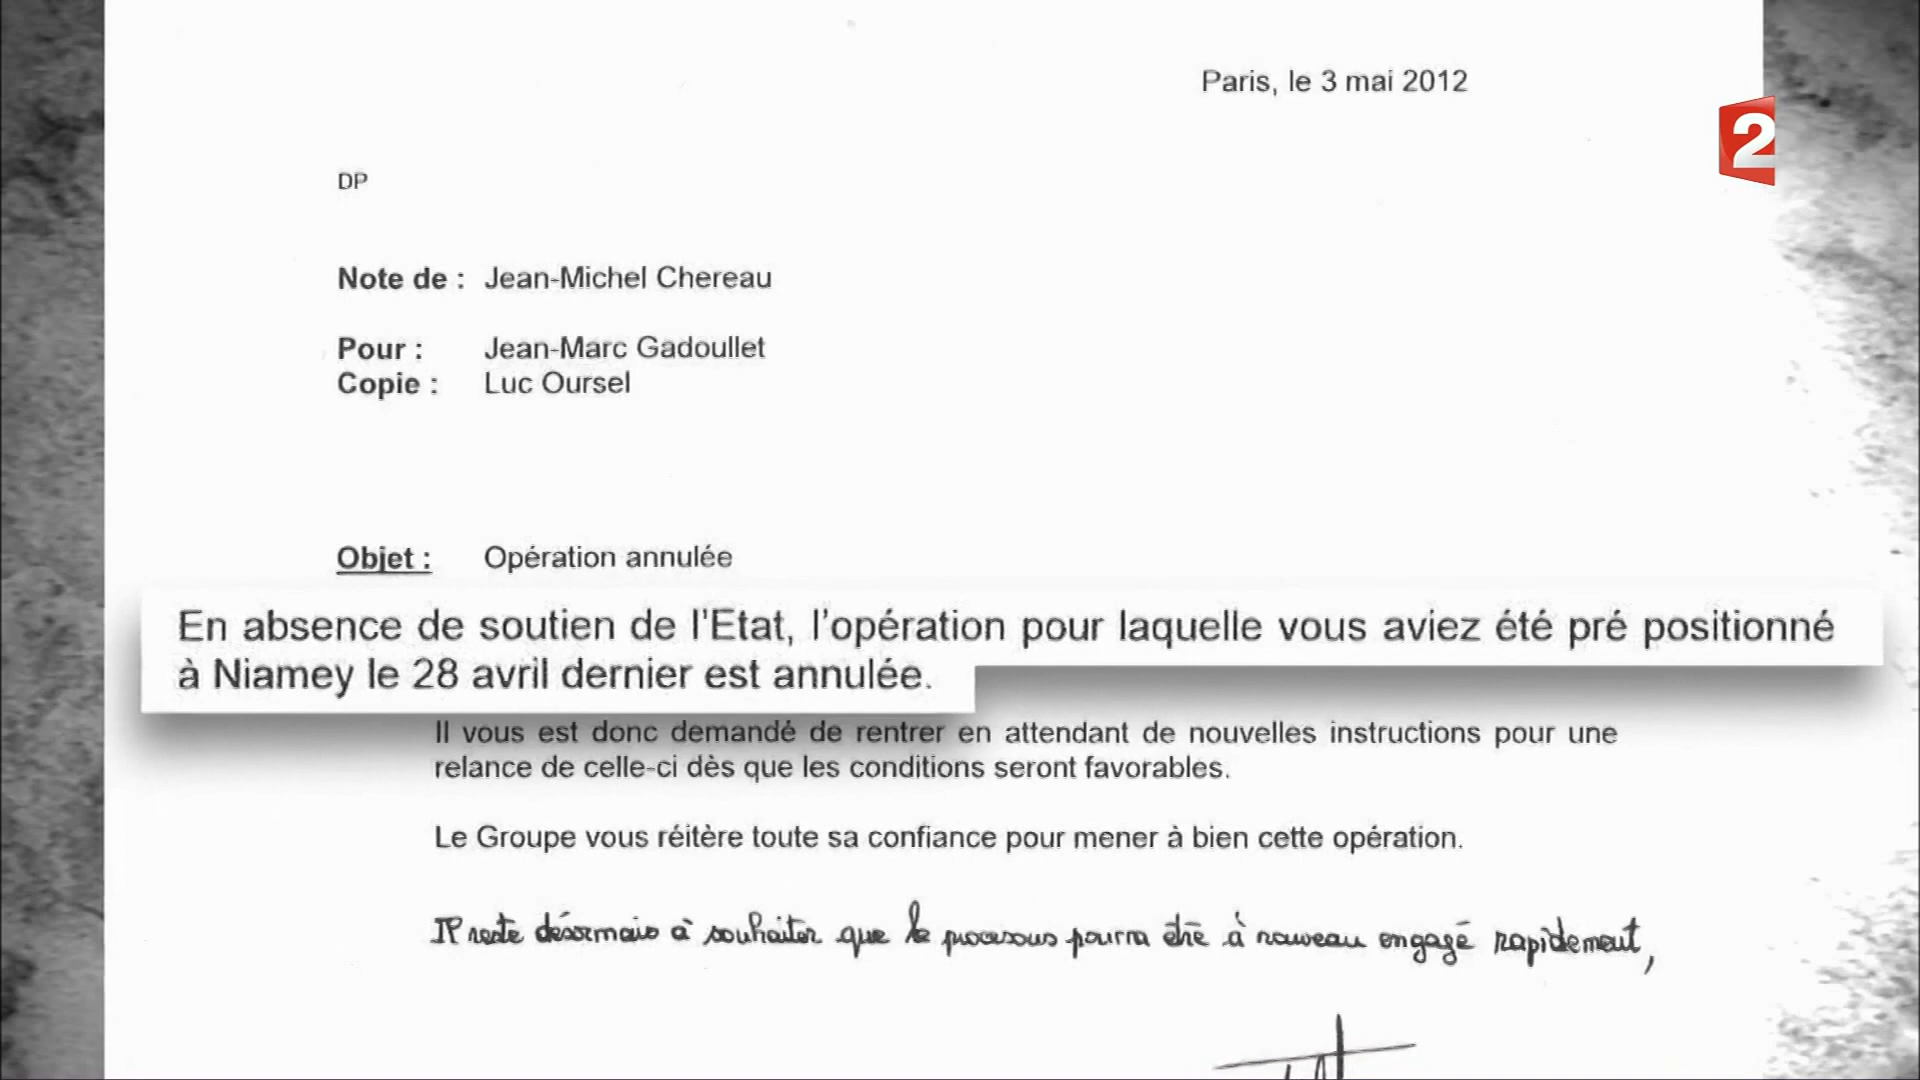 Paris, le 3 mai 2012
2
DP
Note de : Jean-Michel Chereau
Pour : Jean-Marc Gadoullet
Copie : Luc Oursel
Objet : Opération annulée
En absence de soutien de l'Etat, l'opération pour laquelle vous aviez été pré positionné
à Niamey le 28 avril dernier est annulée.
Il vous est donc demandé de rentrer en attendant de nouvelles instructions pour une
relance de celle-ci dès que les conditions seront favorables.
Le Groupe vous réitère toute sa confiance pour mener à bien cette opération.
Il reste désormais à souhaiter que le processus pourra être à nouveau engagé rapidement,